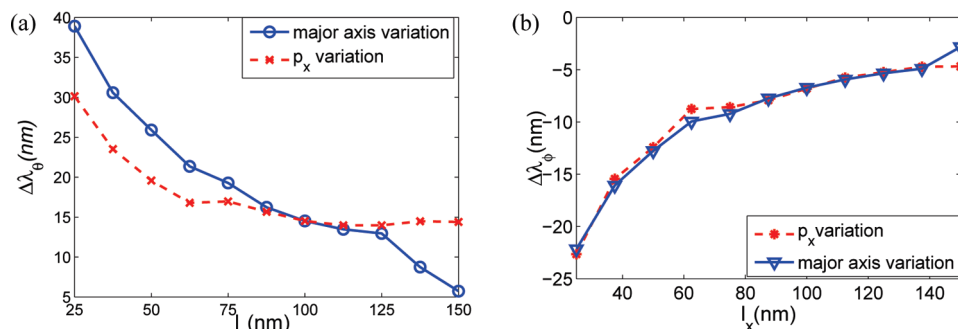 (a)
40
35
30
25
20
15
10
5
Δλθ(nm)
major axis variation
px variation
25 50 75 100 125 150
(nm)
(b)
0
−5
−10
−15
−20
−25
Δλϕ(nm)
px variation
major axis variation
40 60 80 100 120 140
lx(nm)